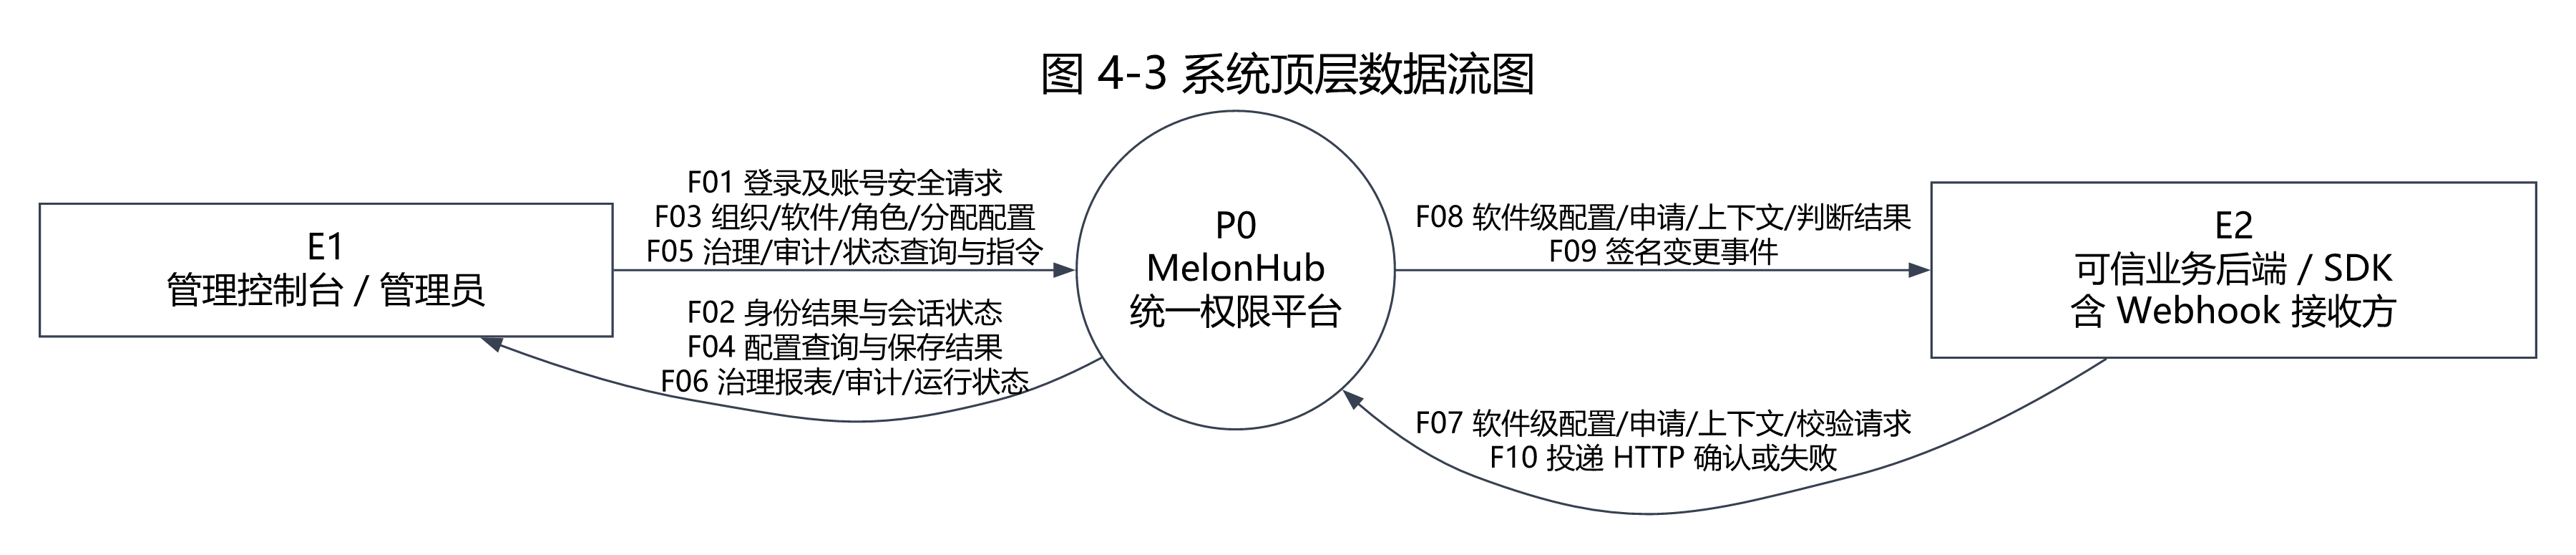 图 4-3 系统顶层数据流图
E1
管理控制台 / 管理员
F01 登录及账号安全请求
F03 组织/软件/角色/分配配置
F05 治理/审计/状态查询与指令
F02 身份结果与会话状态
F04 配置查询与保存结果
F06 治理报表/审计/运行状态
P0
MelonHub
统一权限平台
F08 软件级配置/申请/上下文/判断结果
F09 签名变更事件
F07 软件级配置/申请/上下文/校验请求
F10 投递 HTTP 确认或失败
E2
可信业务后端 / SDK
含 Webhook 接收方